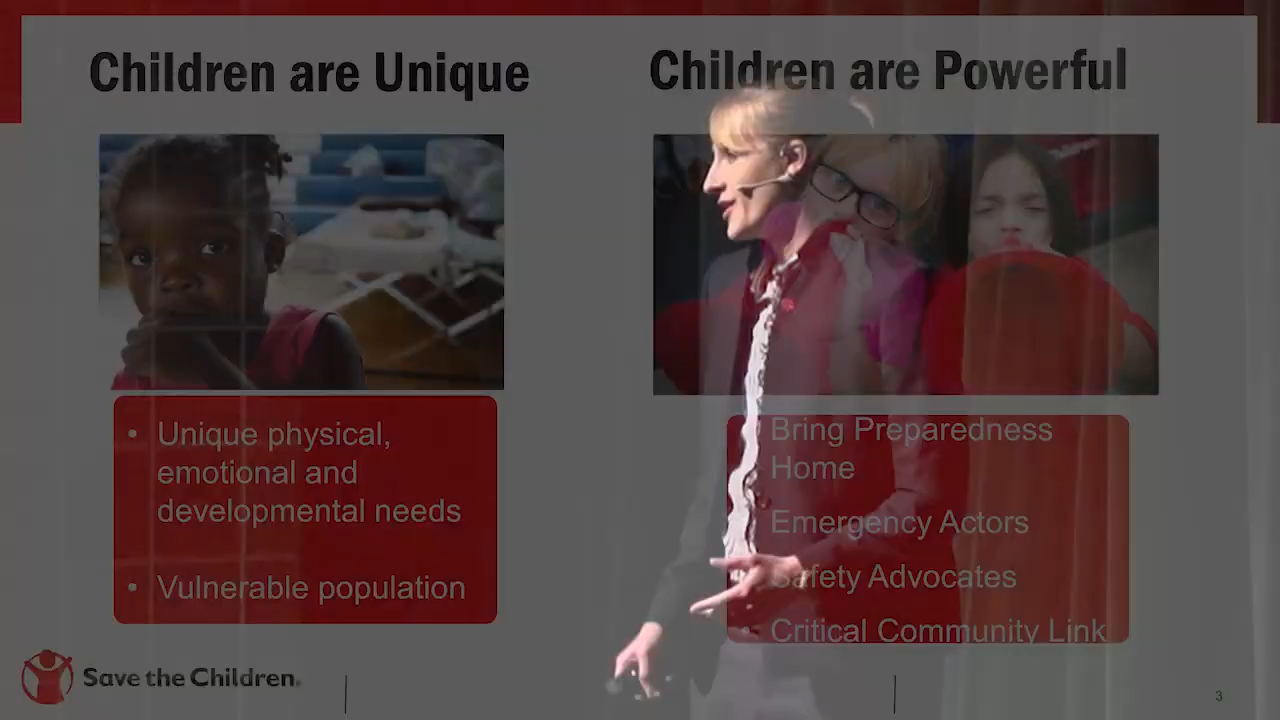 Children are Unique
Children are Powerful
• Unique physical,
emotional and
developmental needs
• Vulnerable population
Bring Preparedness
Home
Emergency Actors
Safety Advocates
• Critical Community Link
Save the Children.
3